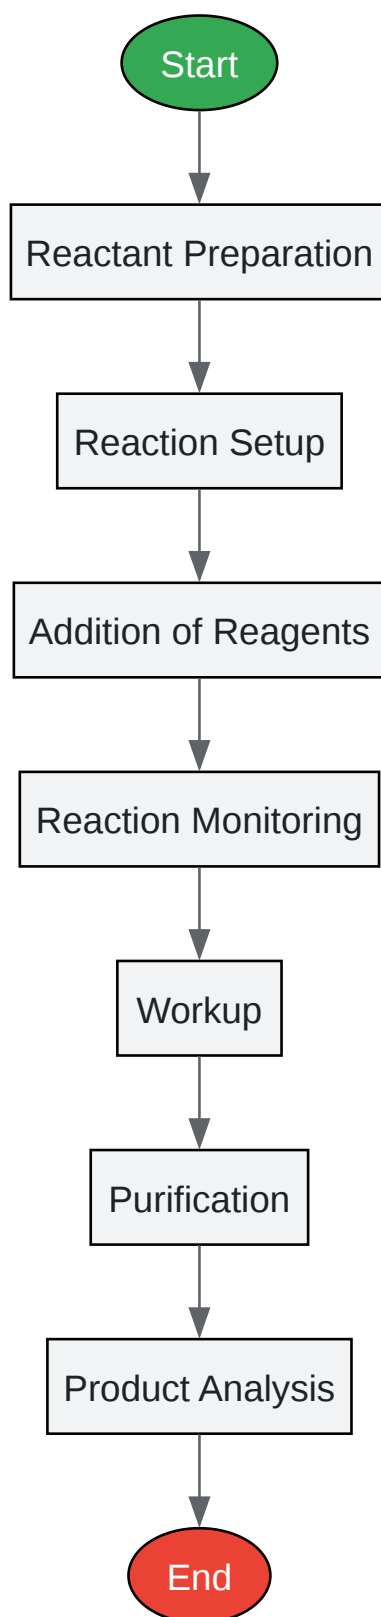 Start
Reactant Preparation
Reaction Setup
Addition of Reagents
Reaction Monitoring
Workup
Purification
Product Analysis
End